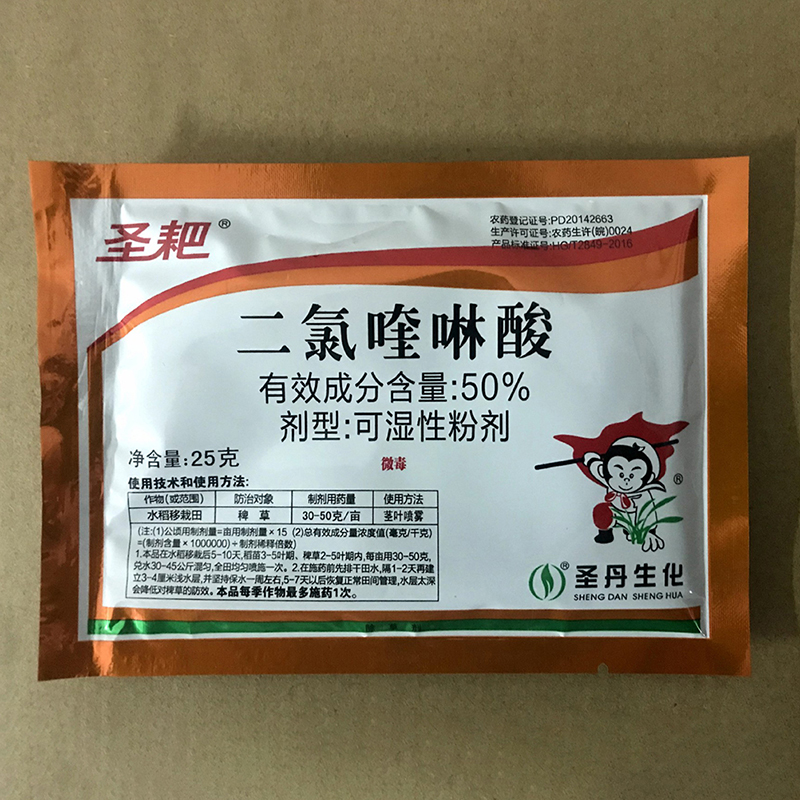 圣耙®
农药登记证号:PD20142663
生产许可证号:农药生许(皖)0024
产品标准证号:HG/T2849-2016
二氯喹啉酸
有效成分含量:50%
剂型:可湿性粉剂
净含量:25克
微毒
使用技术和使用方法:
作物(或范围) 防治对象 制剂用药量 使用方法
水稻移栽田 稗草 30-50克/亩 茎叶喷雾
(注:(1)公顷用制剂量=亩用制剂量×15 (2)总有效成分量浓度值(毫克/千克)
=(制剂含量×1000000)÷制剂稀释倍数)
1.本品在水稻移栽后5-10天,稻苗3-5叶期、稗草2-5叶期内,每亩用30-50克,
兑水30-45公斤混匀,全田均匀喷施一次。2.在施药前先排干田水,隔1-2天再建
立3-4厘米浅水层,并坚持保水一周左右,5-7天以后恢复正常田间管理,水层太深
会降低对稗草的防效。本品每季作物最多施药1次。
®
®圣丹生化
SHENG DAN SHENG HUA
除草剂